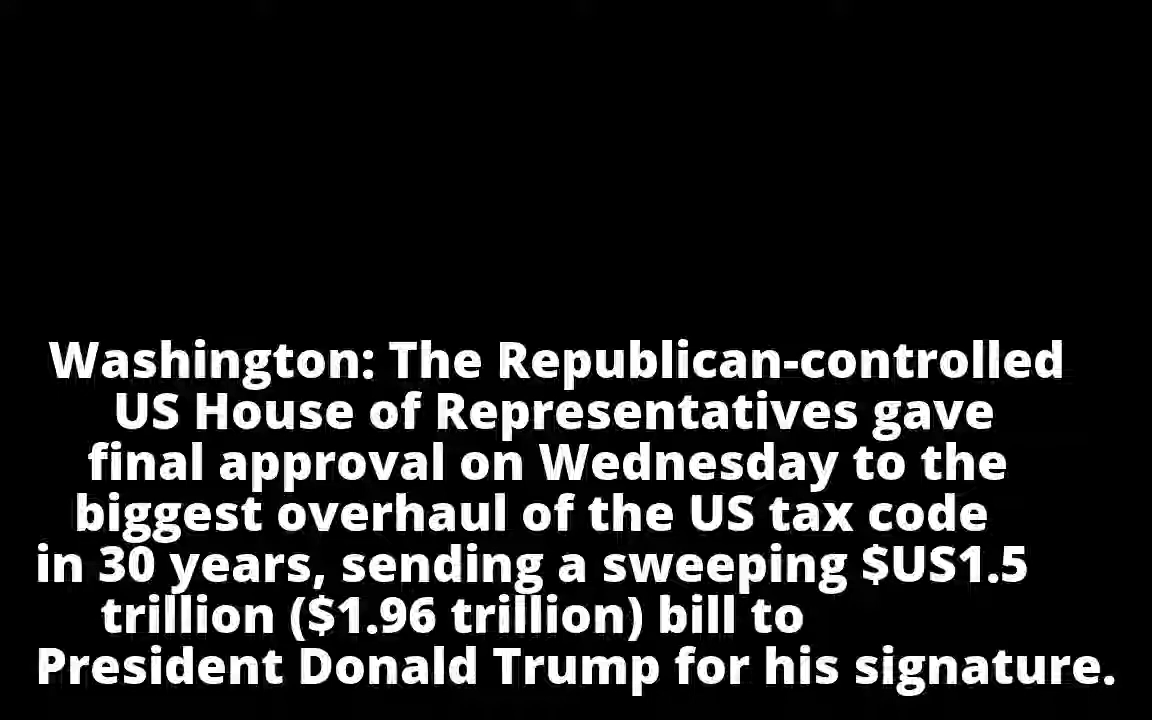 Washington: The Republican-controlled
US House of Representatives gave
final approval on Wednesday to the
biggest overhaul of the US tax code
in 30 years, sending a sweeping $US1.5
trillion ($1.96 trillion) bill to
President Donald Trump for his signature.